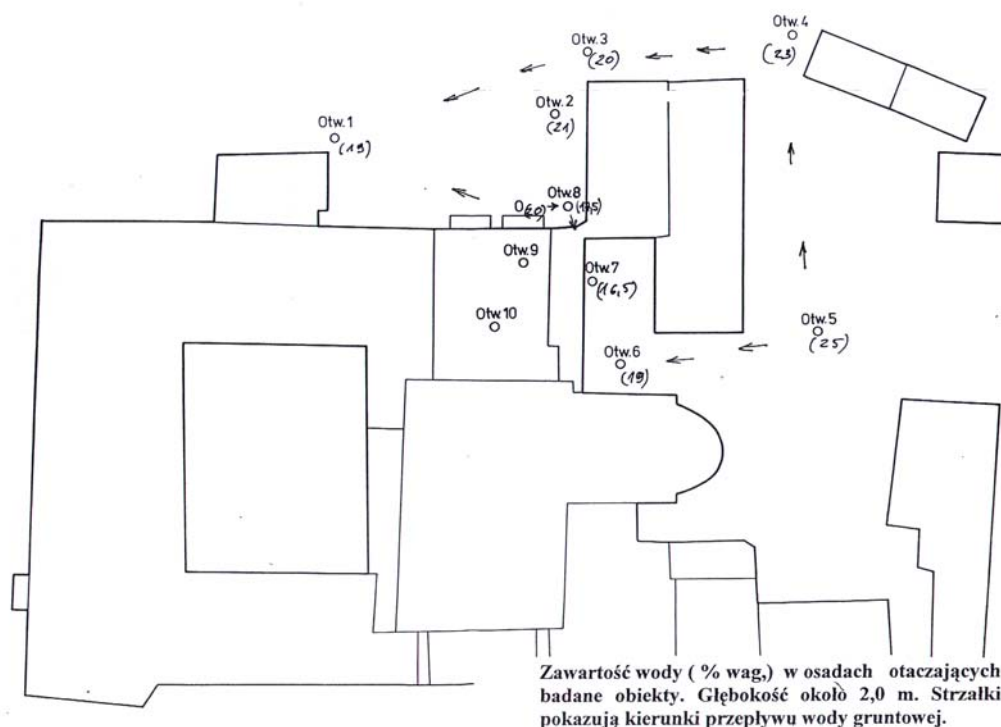 Otw. 4
(23)
Otw. 3
(20)
Otw. 2
(21)
Otw. 1
(19)
Otw. 8
(17,5)
Otw. 9
Otw. 7
(16,5)
Otw. 10
Otw. 5
(25)
Otw. 6
(19)
Zawartość wody ( % wag,) w osadach otaczających
badane obiekty. Głębokość około 2,0 m. Strzałki
pokazują kierunki przepływu wody gruntowej.